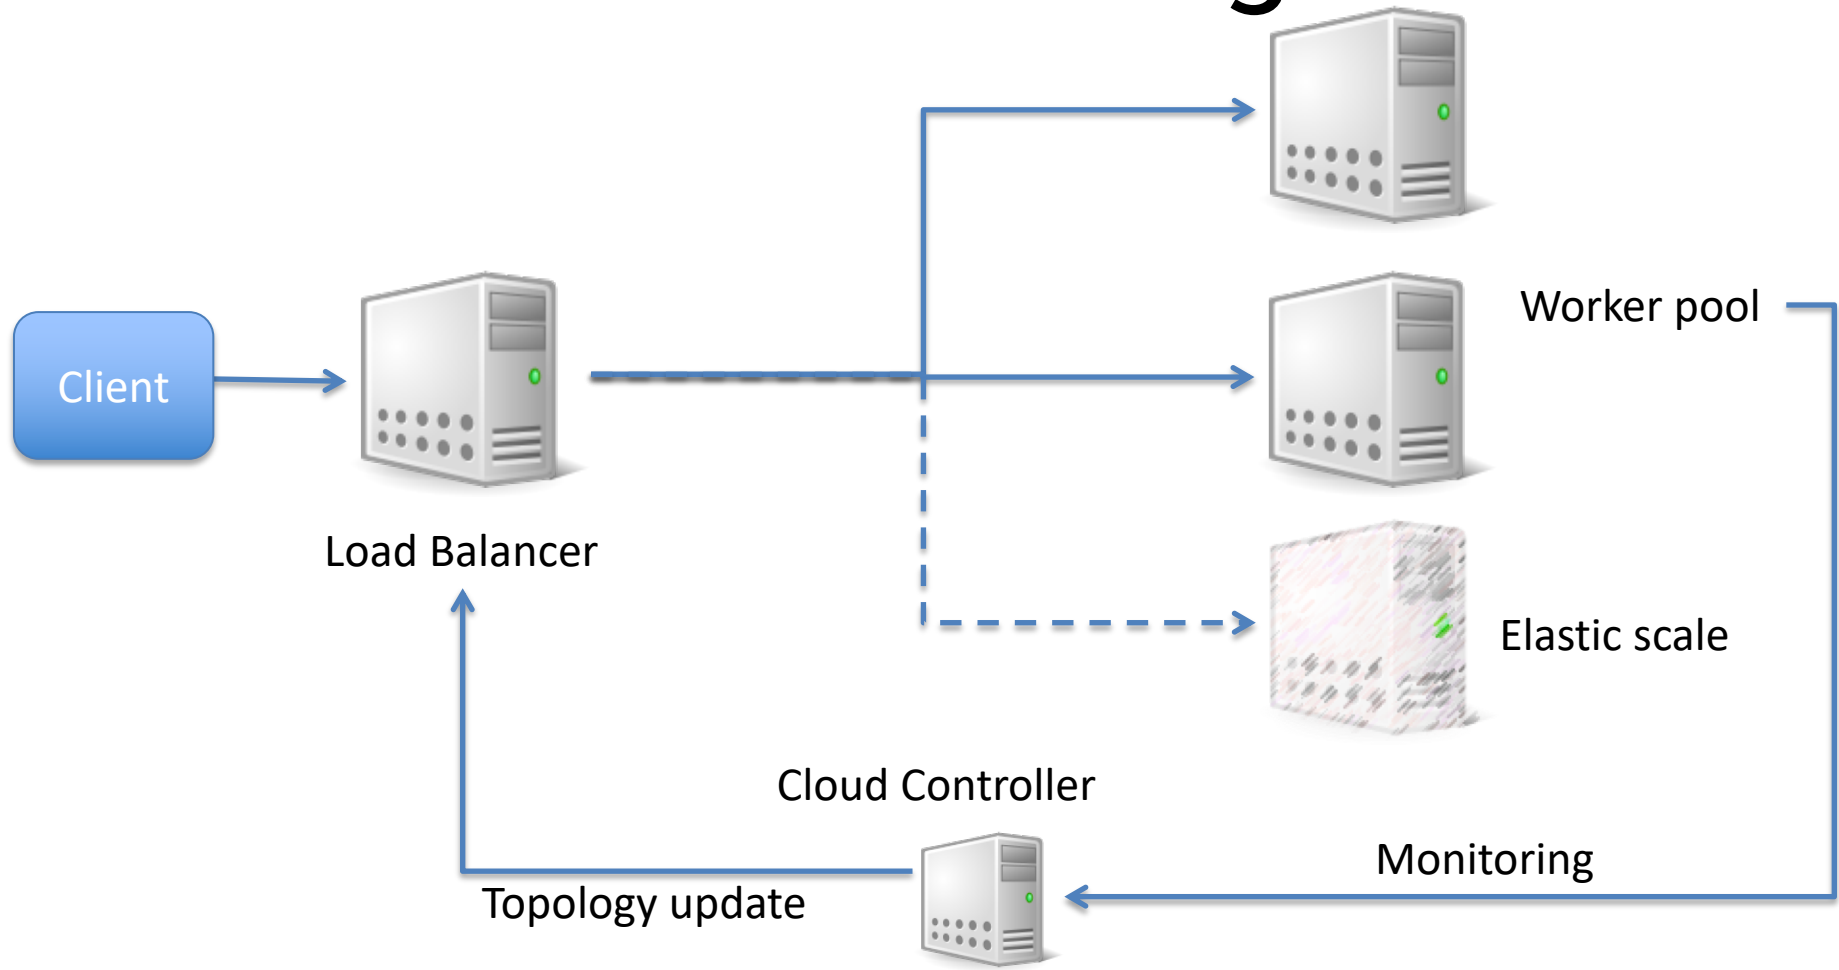 Worker pool
Client
Load Balancer
Elastic scale
Cloud Controller
Monitoring
Topology update